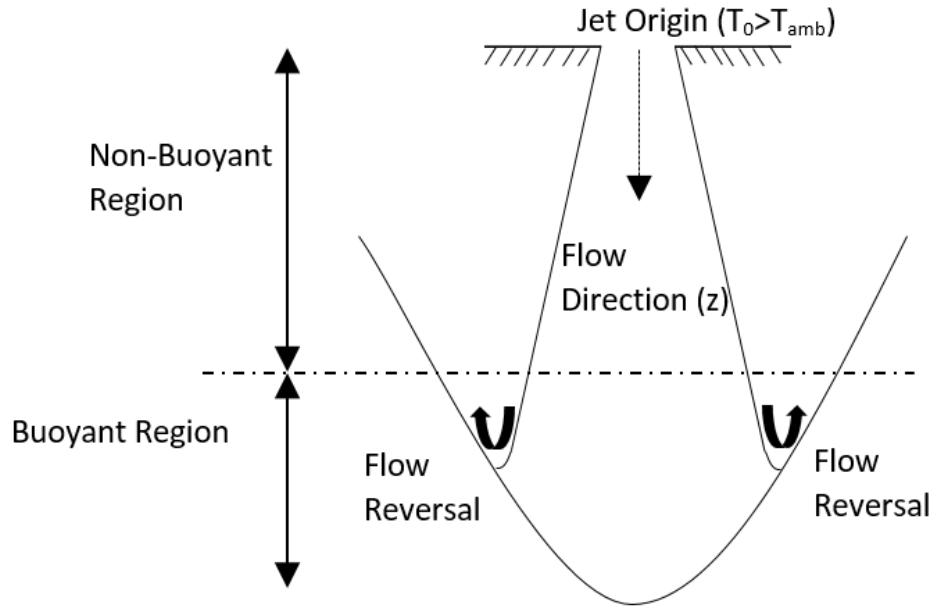 Jet Origin (T₀>Tₐₘb)
Non-Buoyant
Region
Flow
Direction (z)
Buoyant Region
Flow
Reversal
Flow
Reversal